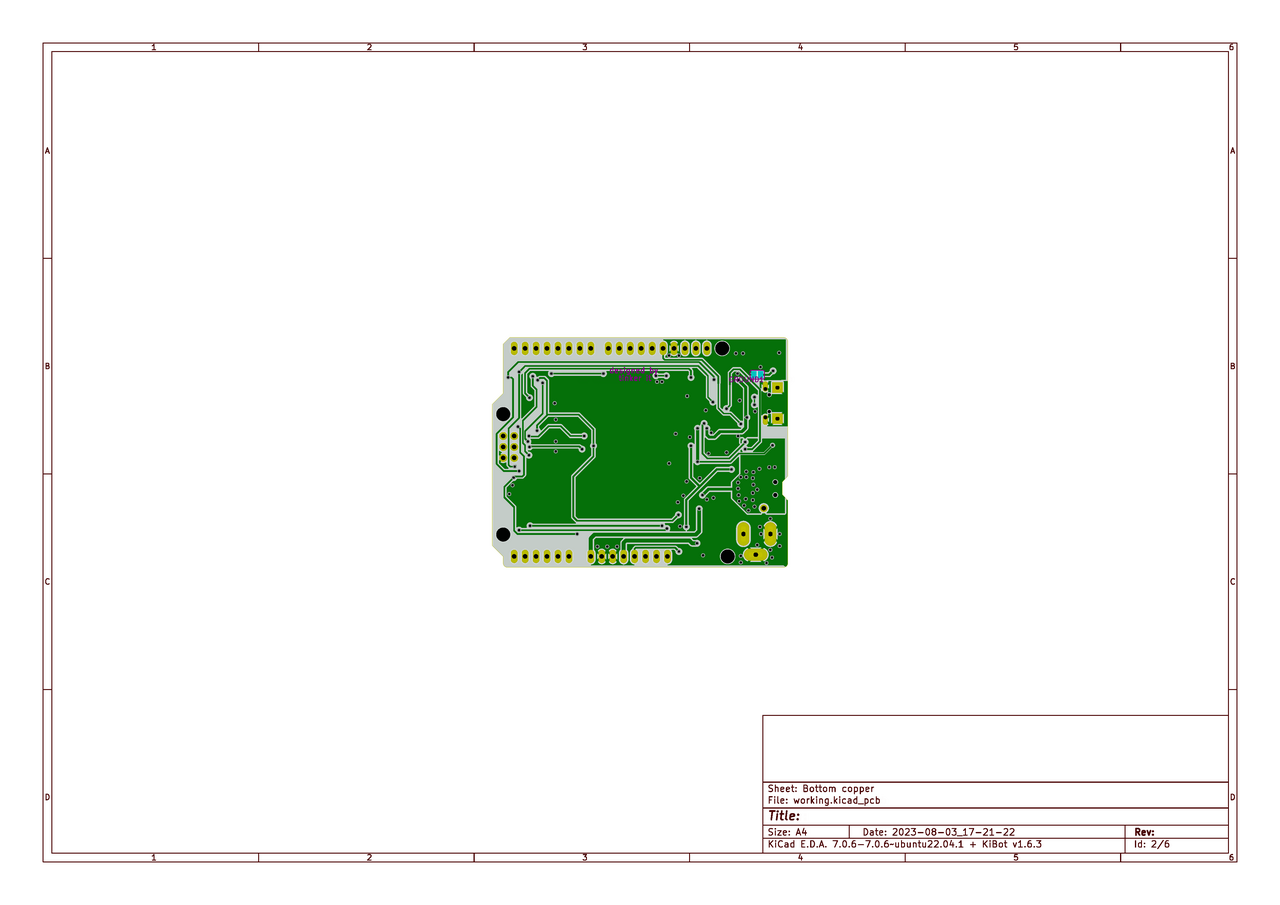 1 2 3 4 5 6
A A
B B
designed by
C C
Sheet: Bottom copper
File: working.kicad_pcb
D D
Title:
Size: A4 Date: 2023-08-03_17-21-22 Rev:
KiCad E.D.A. 7.0.6-7.0.6~ubuntu22.04.1 + KiBot v1.6.3 Id: 2/6
1 2 3 4 5 6